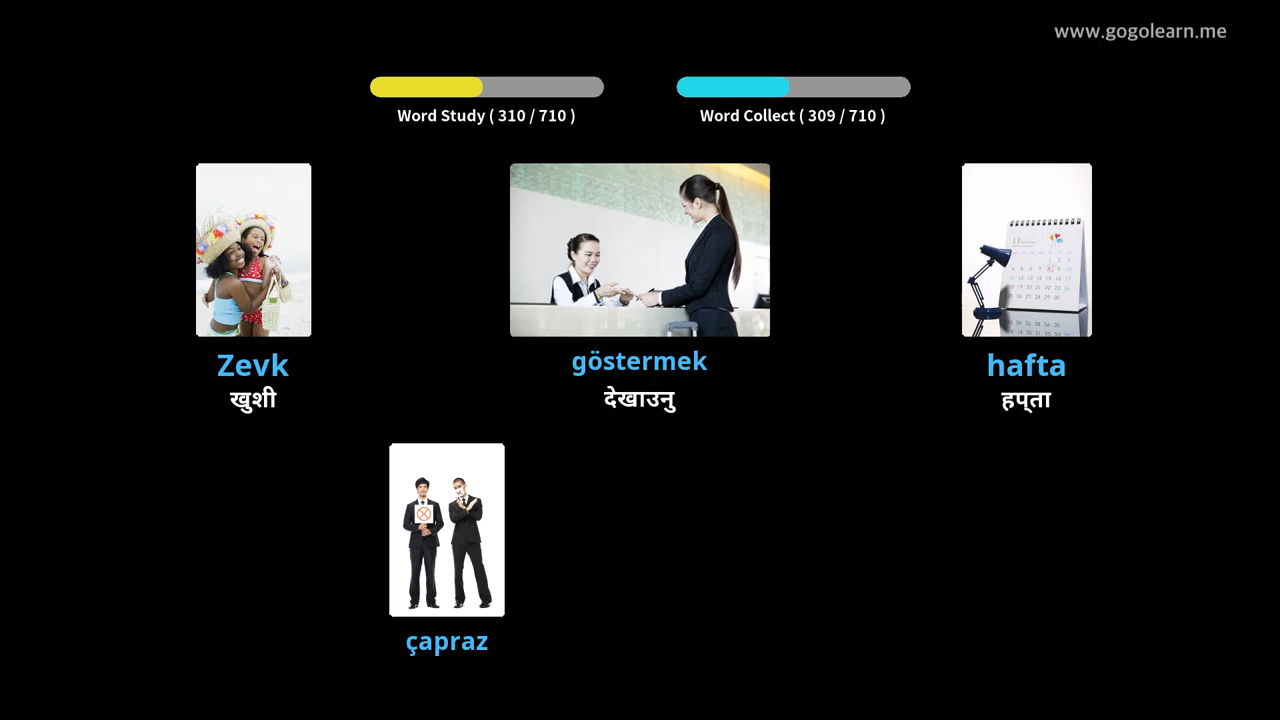 www.gogolearn.me
Word Study ( 310 / 710 )
Word Collect ( 309 / 710 )
Zevk
खुशी
göstermek
देखाउनु
hafta
हप्ता
çapraz